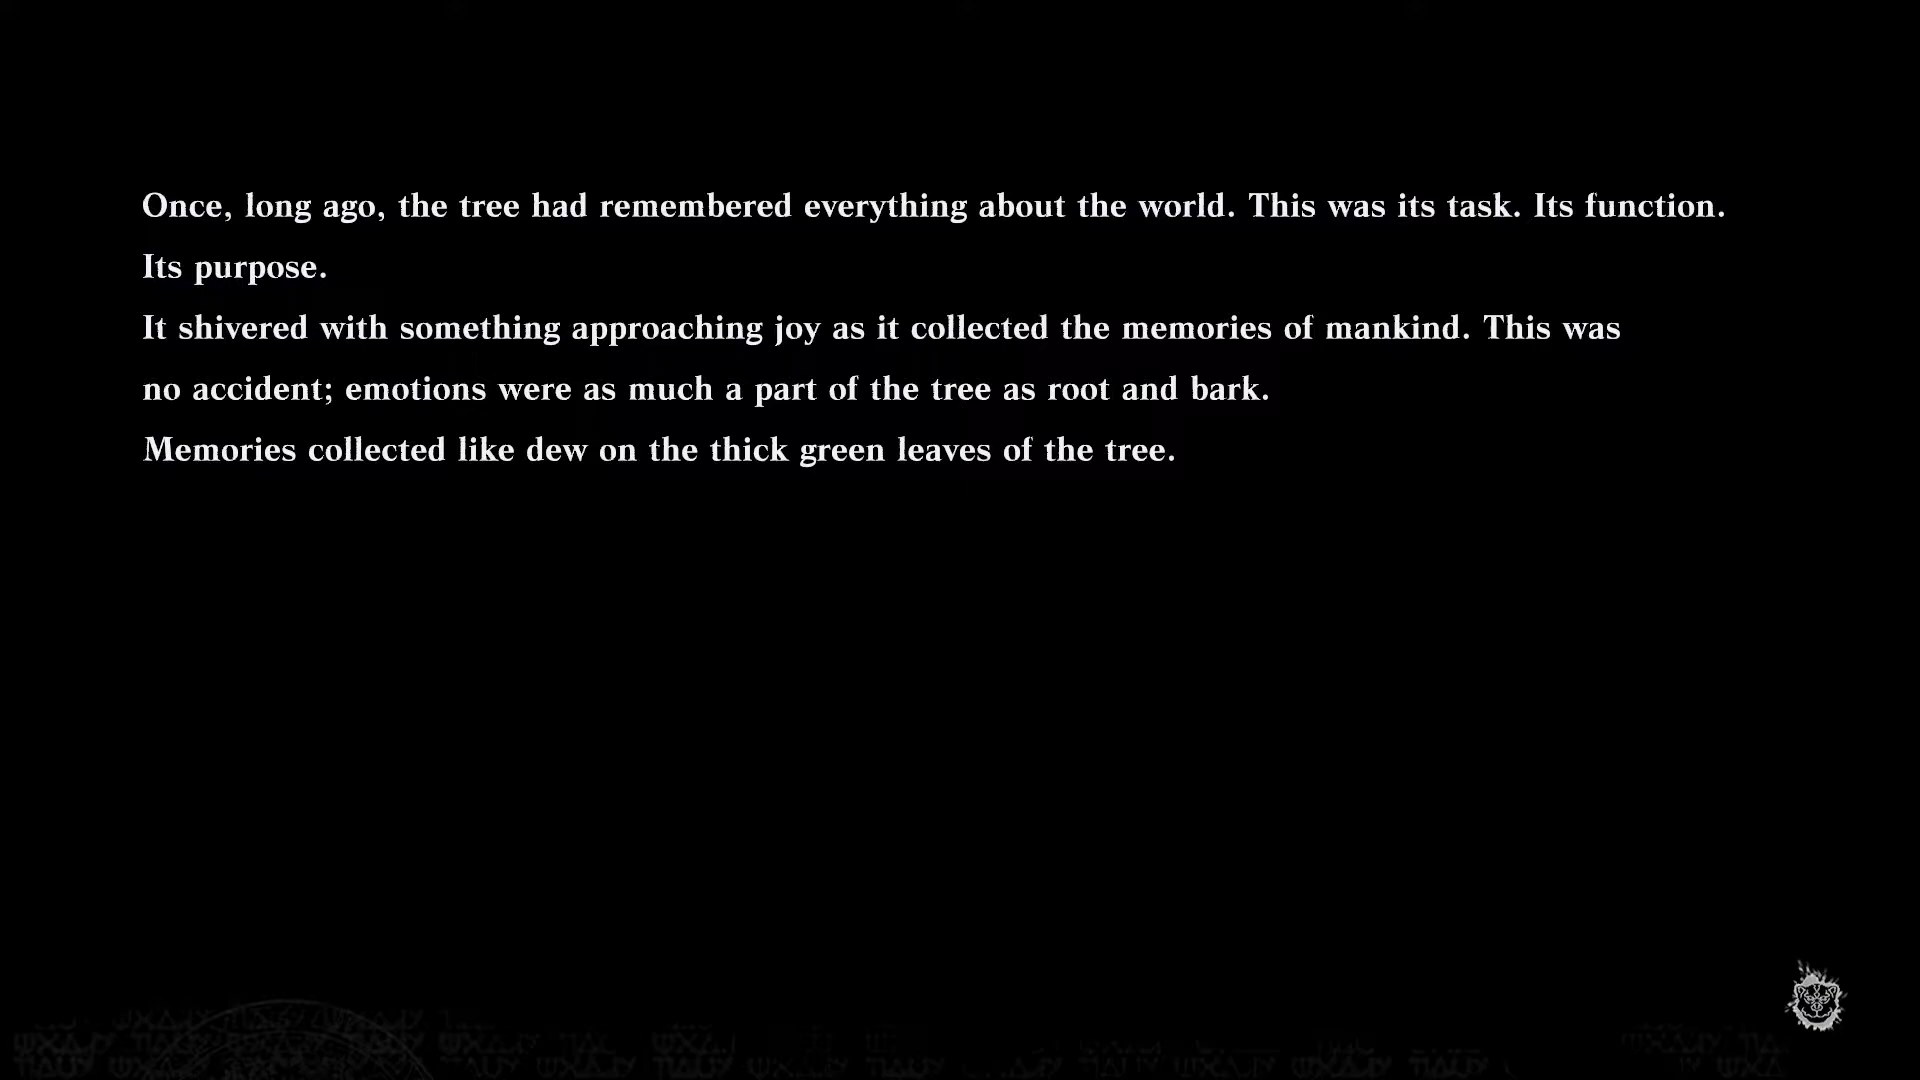 Once, long ago, the tree had remembered everything about the world. This was its task. Its function.
Its purpose.
It shivered with something approaching joy as it collected the memories of mankind. This was
no accident; emotions were as much a part of the tree as root and bark.
Memories collected like dew on the thick green leaves of the tree.